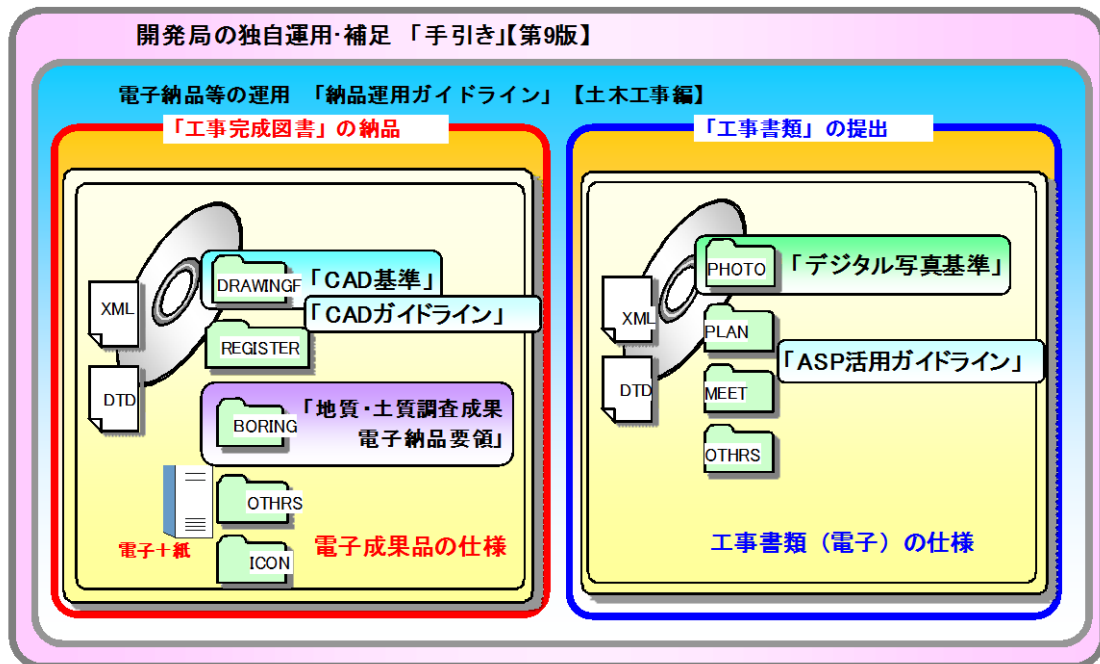 開発局の独自運用・補足 「手引き」【第9版】
電子納品等の運用 「納品運用ガイドライン」 【土木工事編】
「工事完成図書」の納品
XML
DTD
DRAWINGF
「CAD基準」
「CADガイドライン」
REGISTER
BORING
「地質・土質調査成果
電子納品要領」
OTHRS
ICON
電子+紙
電子成果品の仕様
「工事書類」の提出
XML
DTD
PHOTO
「デジタル写真基準」
PLAN
「ASP活用ガイドライン」
MEET
OTHRS
工事書類（電子）の仕様